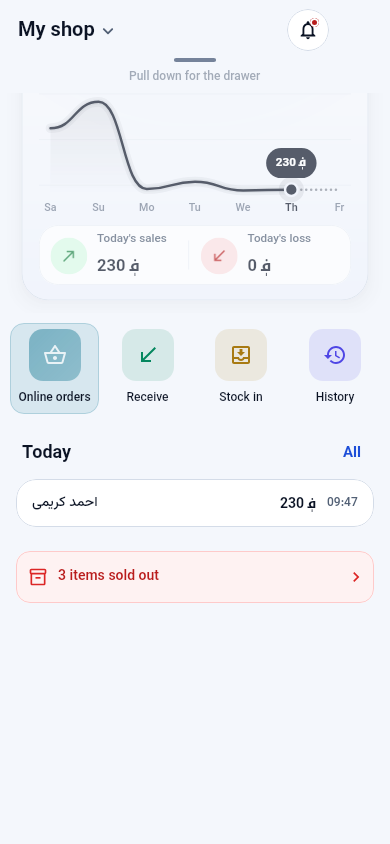 My shop
Pull down for the drawer
230 ؋
Sa Su Mo Tu We Th Fr
Today's sales
230 ؋
Today's loss
0 ؋
Online orders
Receive
Stock in
History
Today
All
احمد کریمی
230 ؋
09:47
3 items sold out